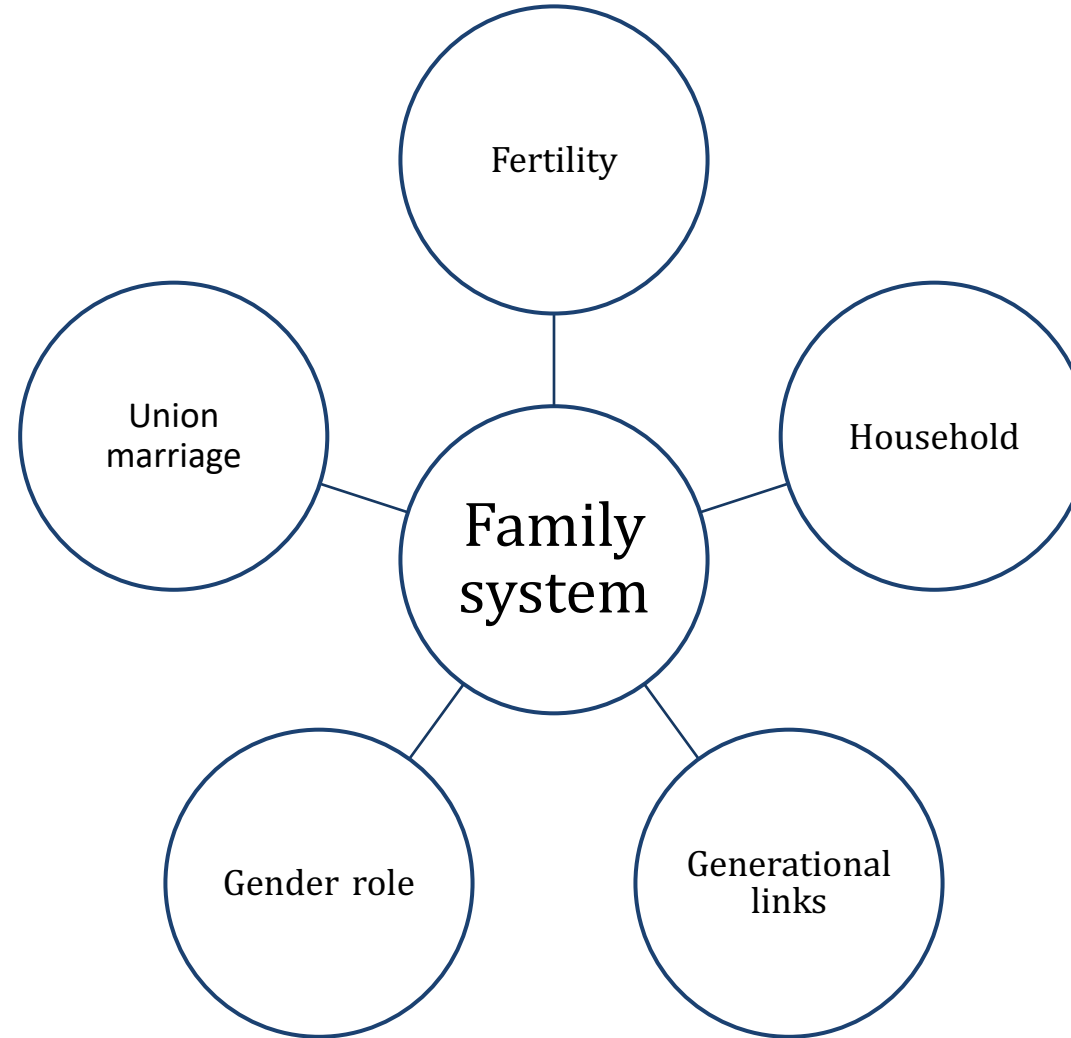 Fertility
Union
marriage
Household
Family
system
Gender role
Generational
links